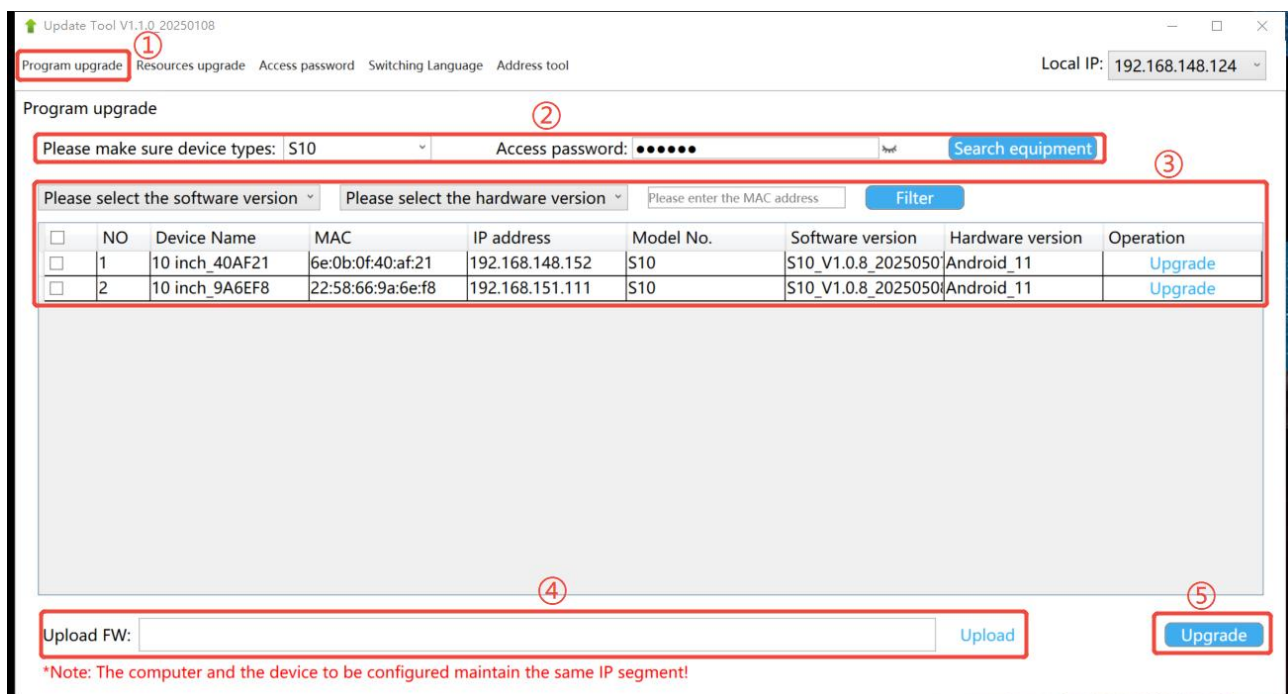 Update Tool V1.1.0_20250108
①
Program upgrade Resources upgrade Access password Switching Language Address tool Local IP: 192.168.148.124
Program upgrade
②
Please make sure device types: S10 Access password: ●●●●●● Search equipment
③
Please select the software version Please select the hardware version Please enter the MAC address Filter
NO Device Name MAC IP address Model No. Software version Hardware version Operation
1 10 inch_40AF21 6e:0b:0f:40:af:21 192.168.148.152 S10 S10_V1.0.8_2025050 Android_11 Upgrade
2 10 inch_9A6EF8 22:58:66:9a:6e:f8 192.168.151.111 S10 S10_V1.0.8_2025050 Android_11 Upgrade
④
⑤
Upload FW: Upload Upgrade
*Note: The computer and the device to be configured maintain the same IP segment!